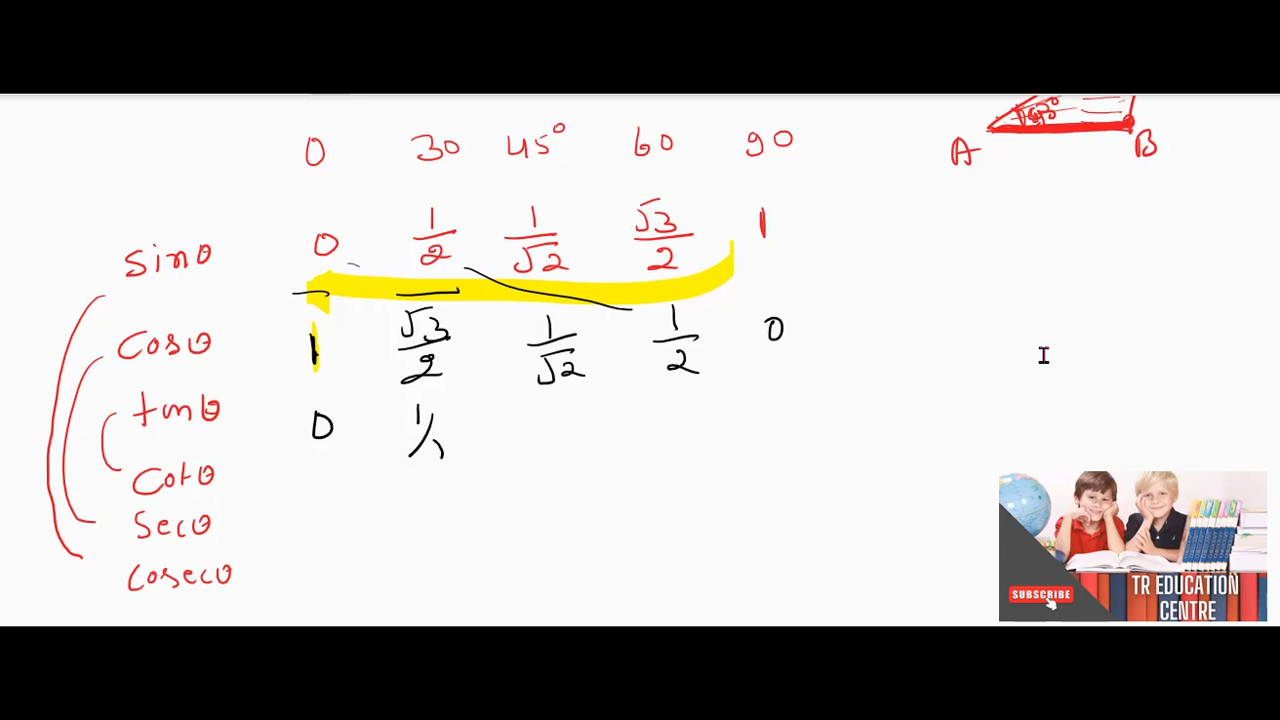 0 30 45° 60 90
A B
sinθ 0 1/2 1/√2 √3/2 1
cosθ 1 √3/2 1/√2 1/2 0
tanθ 0 1/
cotθ
secθ
cosecθ
SUBSCRIBE
TR EDUCATION
CENTRE